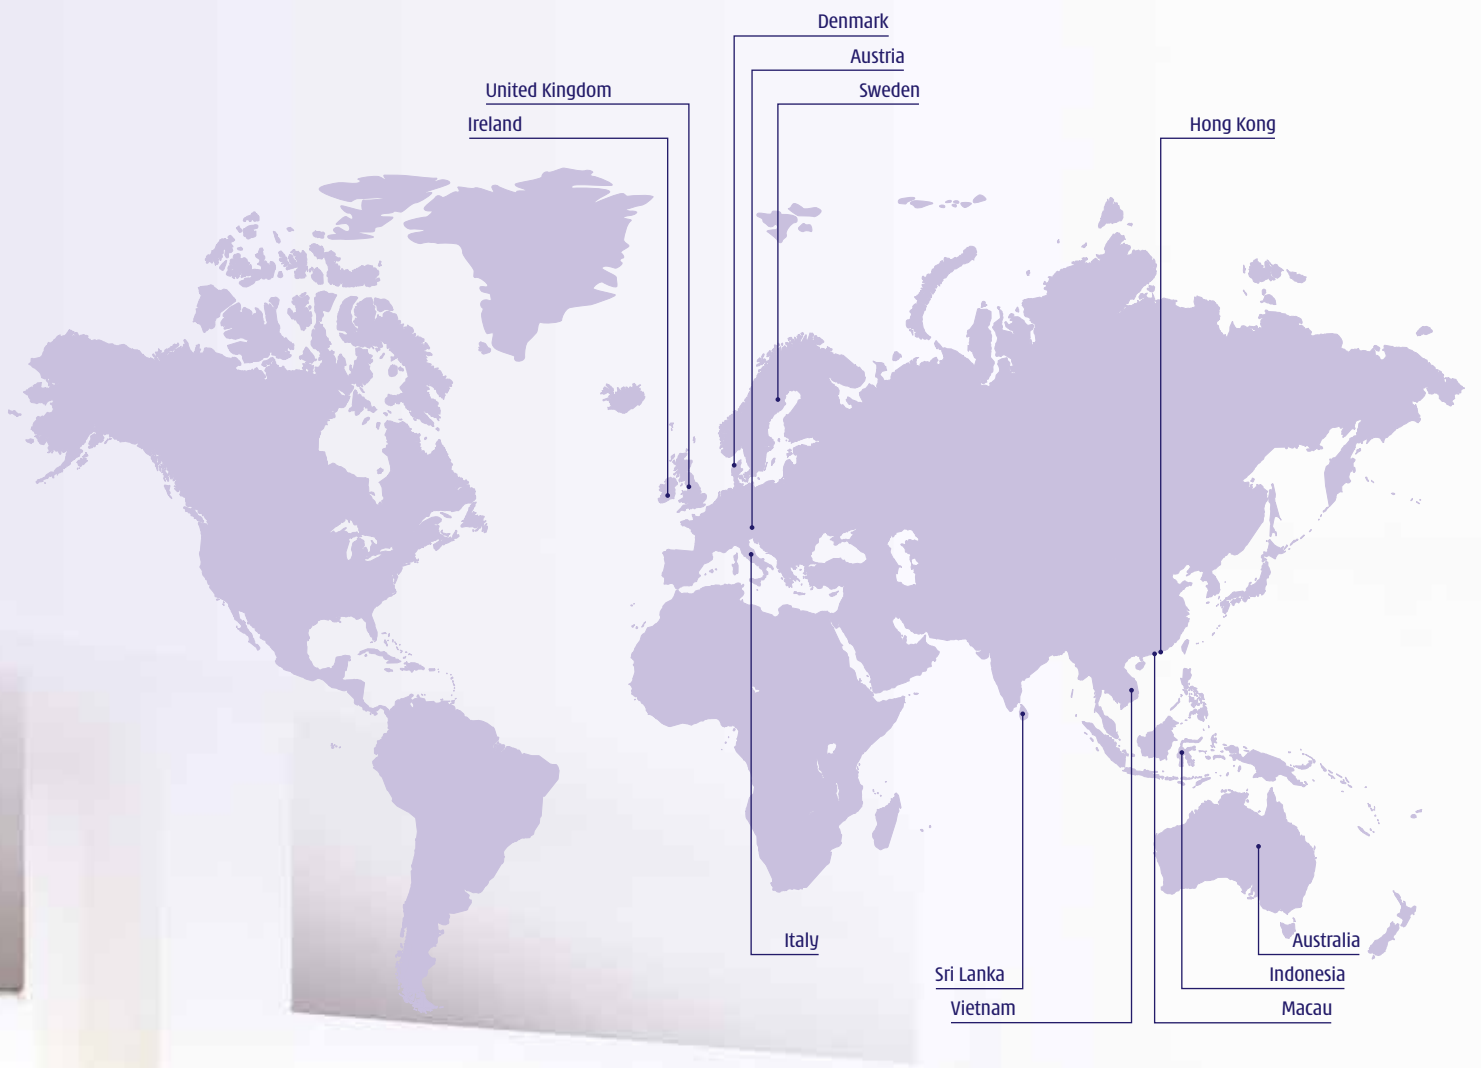 Denmark
Austria
United Kingdom
Sweden
Ireland
Hong Kong
Italy
Australia
Sri Lanka
Indonesia
Vietnam
Macau